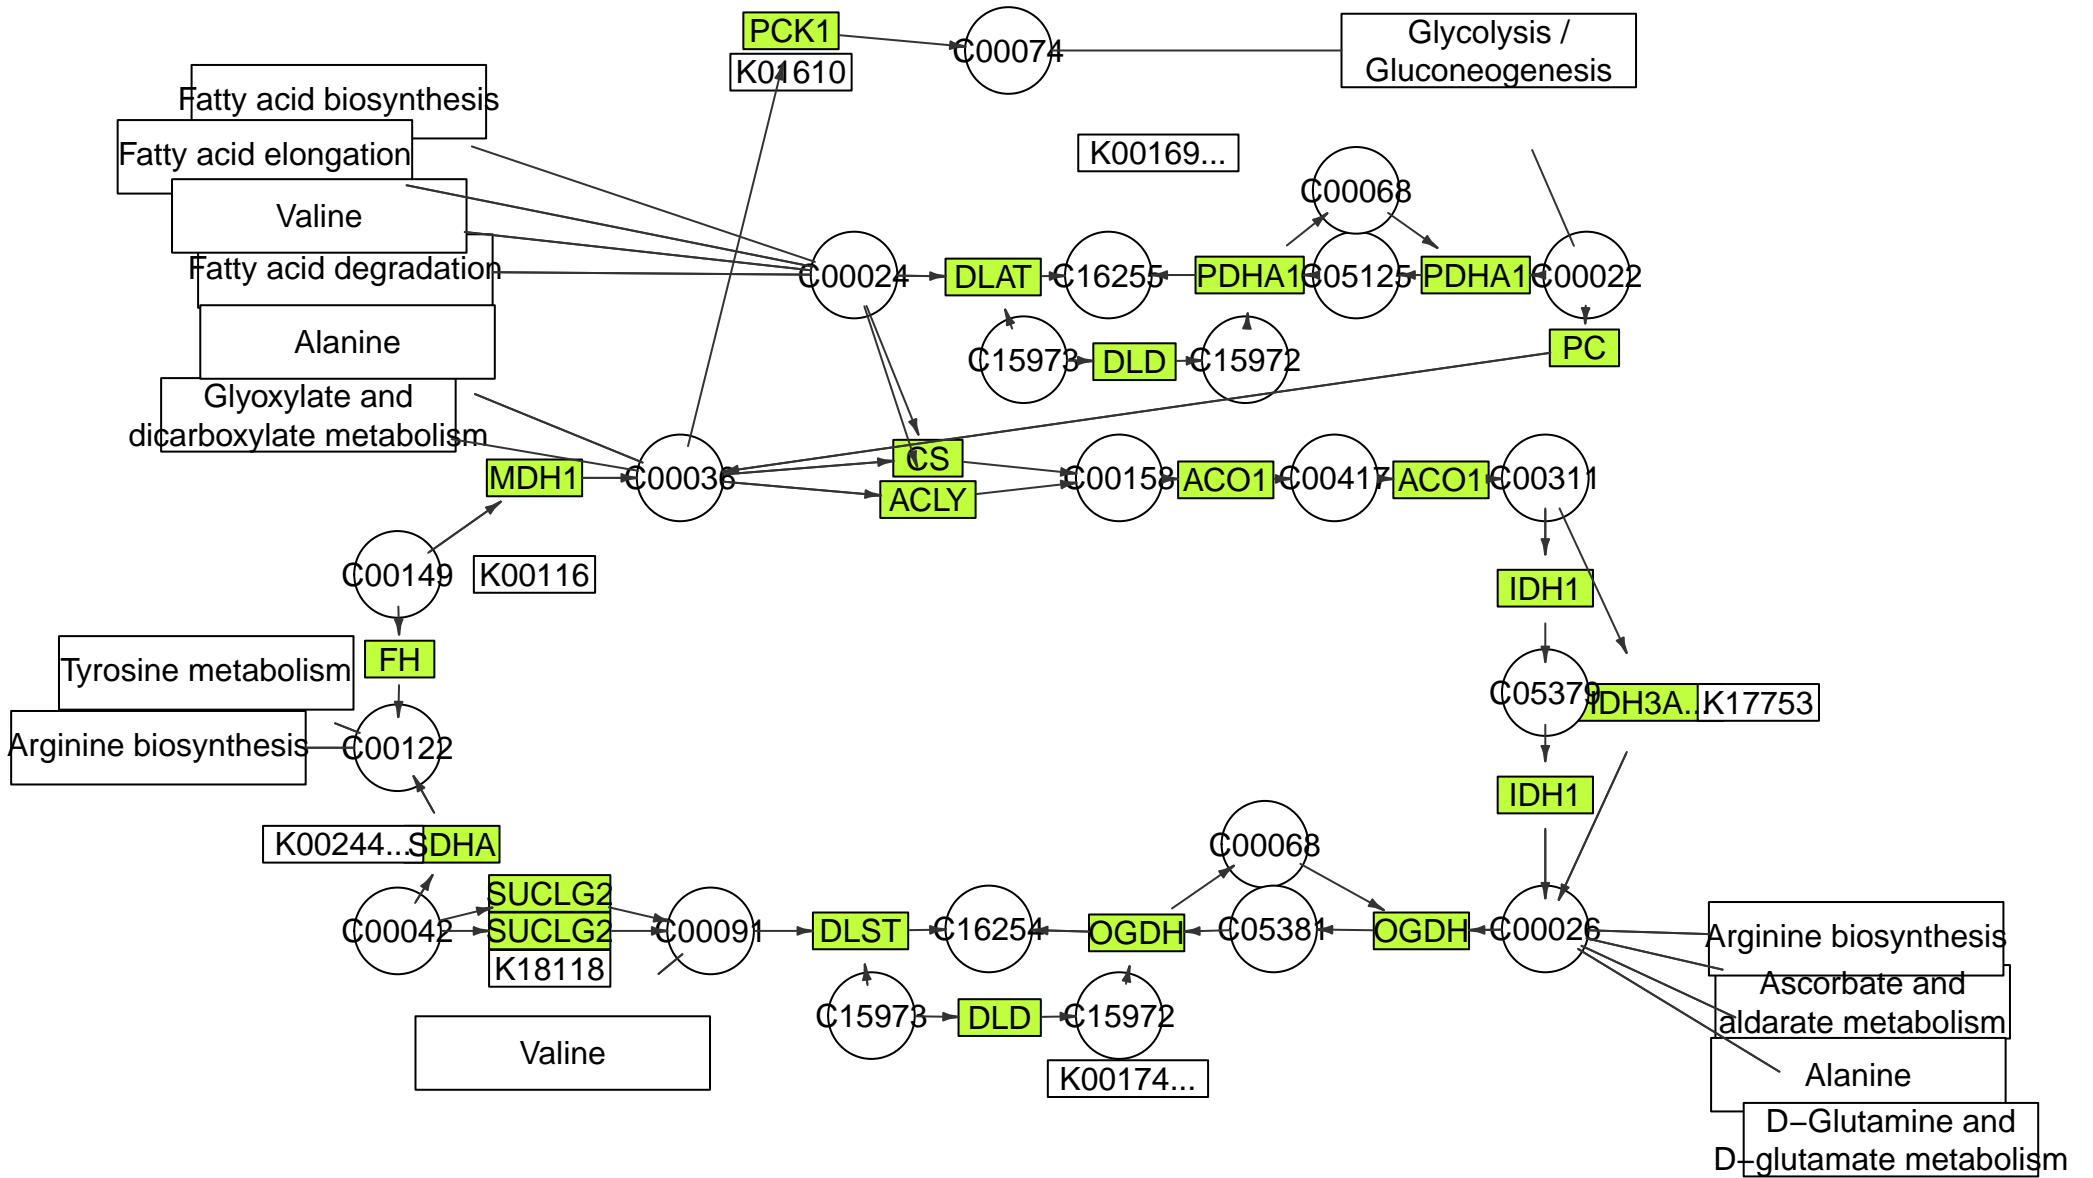 PCK1
K01610
C00074
Glycolysis /
Gluconeogenesis
Fatty acid biosynthesis
Fatty acid elongation
Valine
Fatty acid degradation
Alanine
Glyoxylate and
dicarboxylate metabolism
K00169...
C00068
C00024
DLAT
C16255
PDHA1
C05125
PDHA1
C00022
C15973
DLD
C15972
PC
MDH1
C00036
CS
ACLY
C00158
ACO1
C00417
ACO1
C00311
C00149
K00116
IDH1
FH
Tyrosine metabolism
C05379
IDH3A...
K17753
Arginine biosynthesis
C00122
IDH1
K00244...
SDHA
C00068
SUCLG2
C00042
SUCLG2
K18118
C00091
DLST
C16254
OGDH
C05381
OGDH
C00026
Arginine biosynthesis
Ascorbate and
aldarate metabolism
C15973
DLD
C15972
Valine
K00174...
Alanine
D−Glutamine and
D−glutamate metabolism